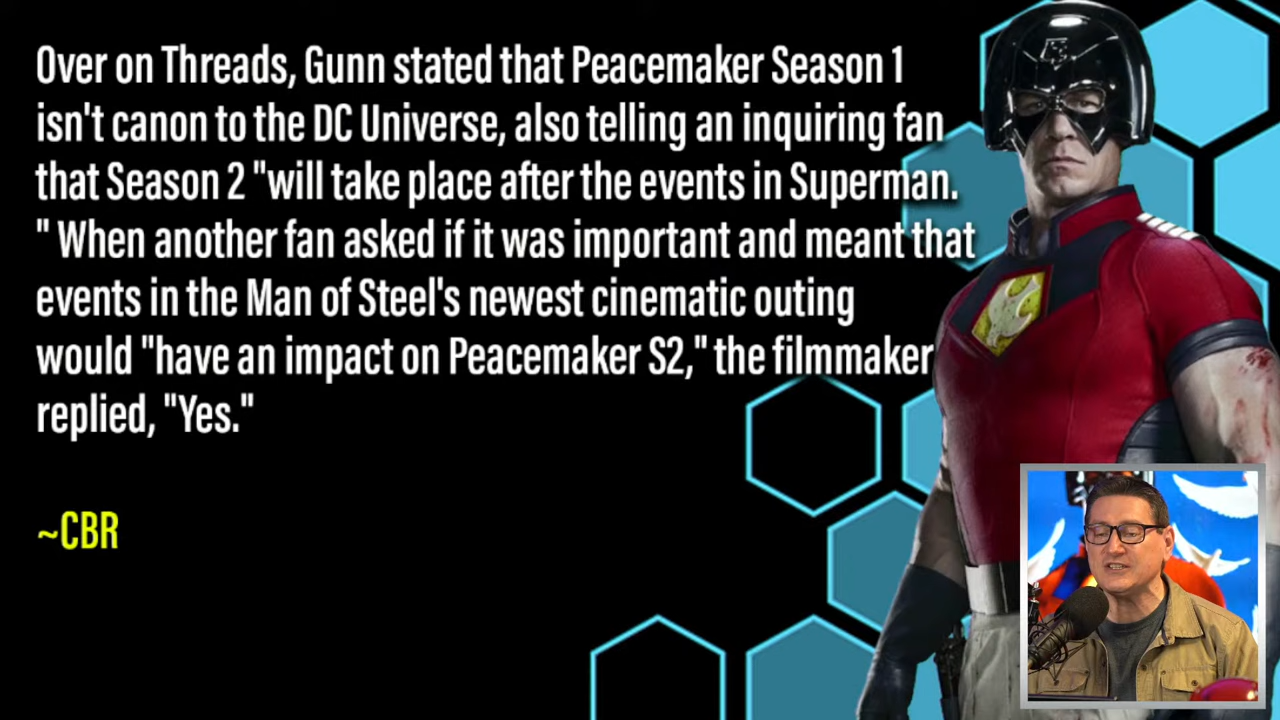 Over on Threads, Gunn stated that Peacemaker Season 1
isn't canon to the DC Universe, also telling an inquiring fan
that Season 2 "will take place after the events in Superman.
" When another fan asked if it was important and meant that
events in the Man of Steel's newest cinematic outing
would "have an impact on Peacemaker S2," the filmmaker
replied, "Yes."
~CBR